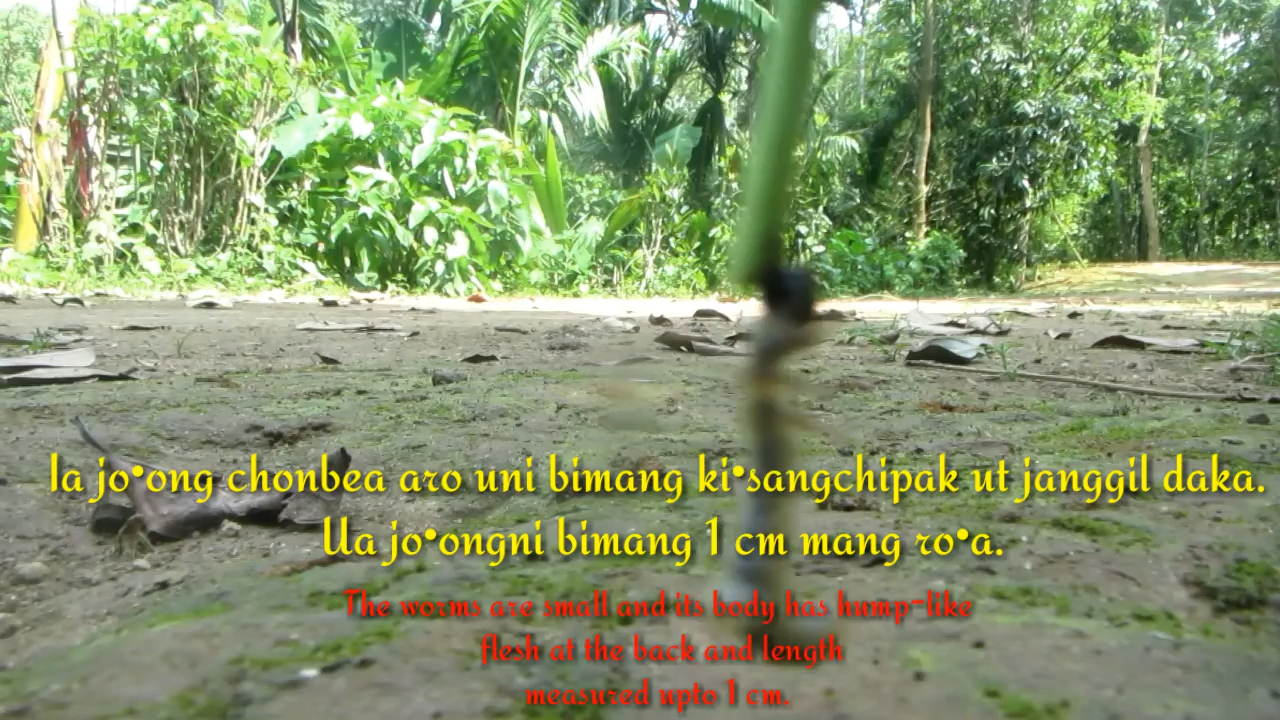 Ia jo•ong chonbea aro uni bimang ki•sangchipak ut janggil daka.
Ua jo•ongni bimang 1 cm mang ro•a.
The worms are small and its body has hump-like
flesh at the back and length
measured upto 1 cm.